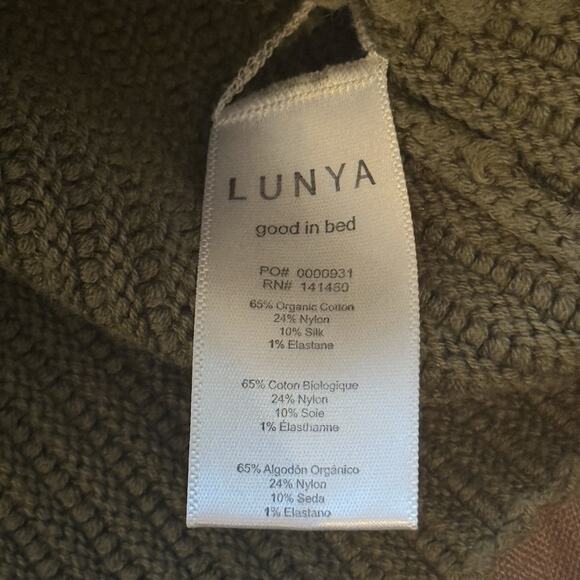 LUNYA
good in bed
PO# 0000931
RN# 141480
65% Organic Cotton
24% Nylon
10% Silk
1% Elastane
65% Coton Biologique
24% Nylon
10% Soie
1% Élasthanne
65% Algodón Orgánico
24% Nylon
10% Seda
1% Elastano